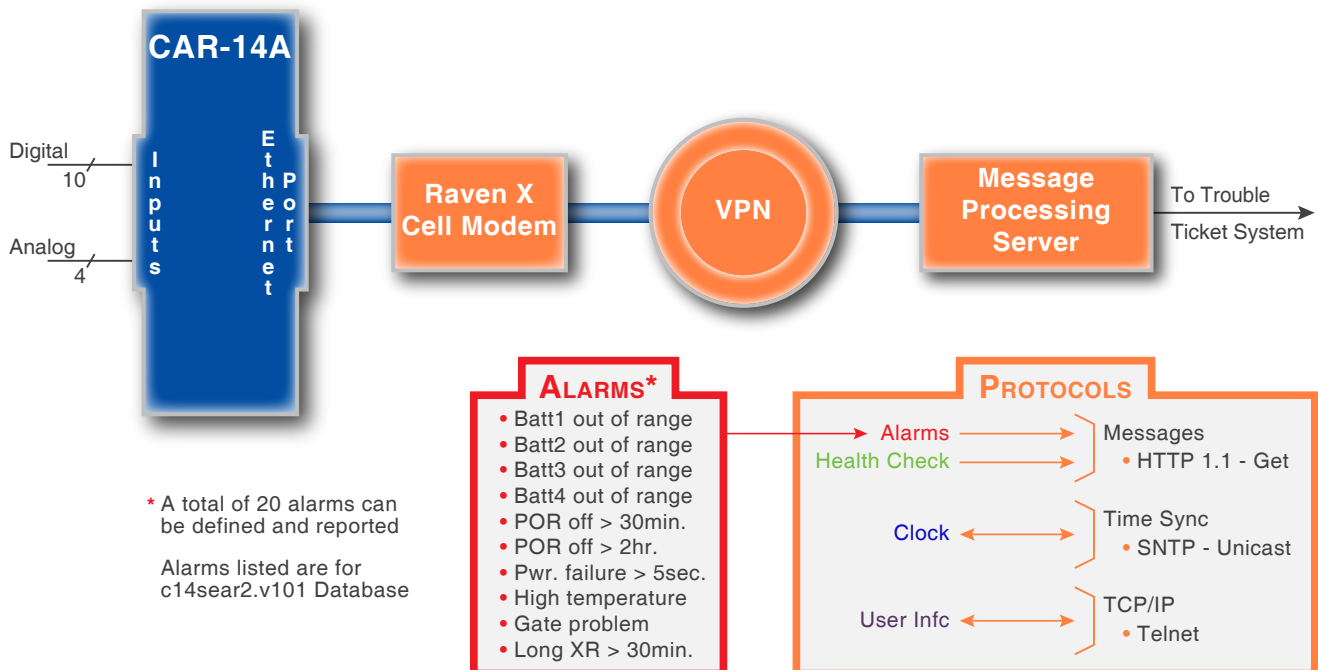 CAR-14A
Digital
10
Analog
4
Inputs
Ethernet
Port
Raven X
Cell Modem
VPN
Message
Processing
Server
To Trouble
Ticket System
ALARMS*
• Batt1 out of range
• Batt2 out of range
• Batt3 out of range
• Batt4 out of range
• POR off > 30min.
• POR off > 2hr.
• Pwr. failure > 5sec.
• High temperature
• Gate problem
• Long XR > 30min.
* A total of 20 alarms can
be defined and reported
Alarms listed are for
c14sear2.v101 Database
PROTOCOLS
Alarms
Health Check
Messages
• HTTP 1.1 - Get
Clock
Time Sync
• SNTP - Unicast
User Infc
TCP/IP
• Telnet